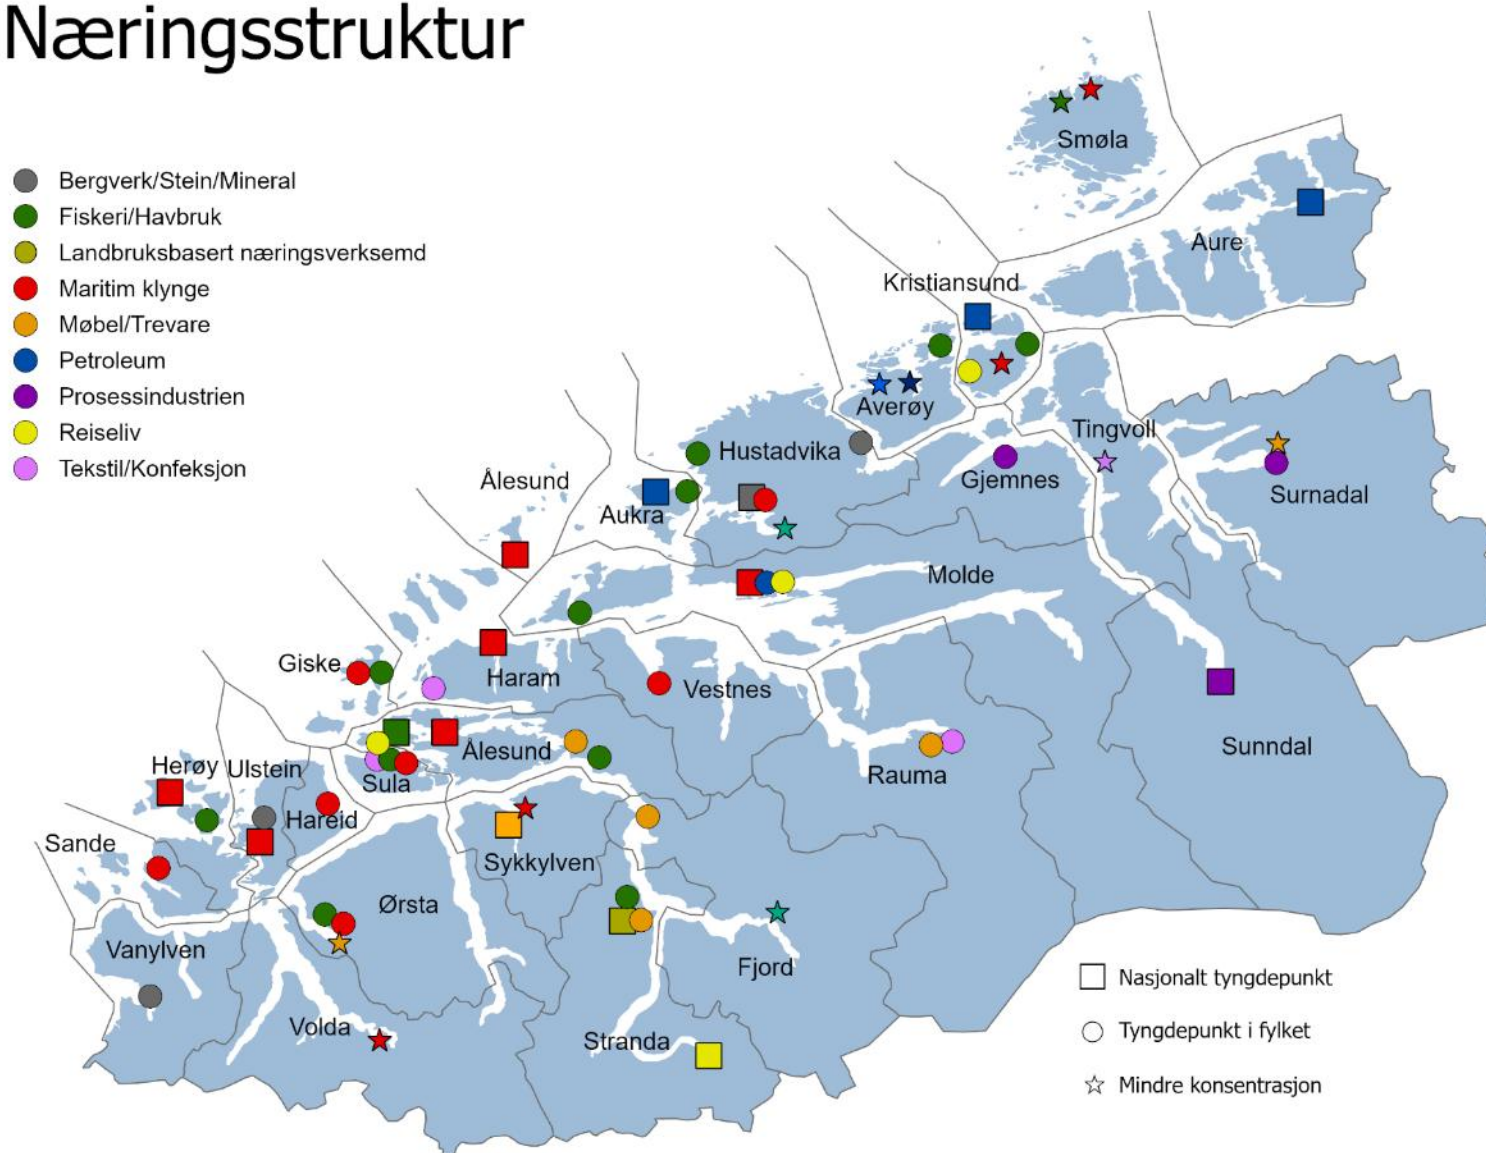 Næringsstruktur
Bergverk/Stein/Mineral
Fiskeri/Havbruk
Landbruksbasert næringsverksemd
Maritim klynge
Møbel/Trevare
Petroleum
Prosessindustrien
Reiseliv
Tekstil/Konfeksjon
Smøla
Aure
Kristiansund
Averøy
Tingvoll
Hustadvika
Gjemnes
Surnadal
Ålesund
Aukra
Molde
Giske
Haram
Vestnes
Sunndal
Ålesund
Rauma
Herøy
Ulstein
Sula
Hareid
Sande
Sykkylven
Ørsta
Vanylven
Fjord
Volda
Stranda
Nasjonalt tyngdepunkt
Tyngdepunkt i fylket
Mindre konsentrasjon